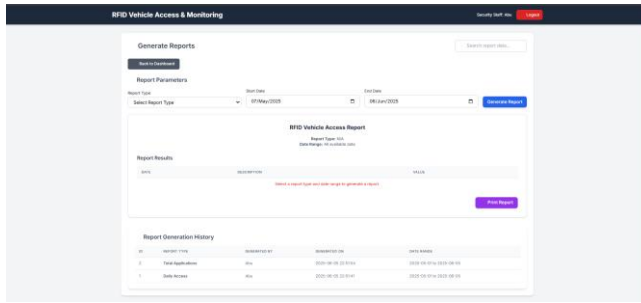 RFID Vehicle Access & Monitoring
Security Staff: Abu
Logout
Generate Reports
Search report data...
Back to Dashboard
Report Parameters
Report Type
Start Date
End Date
Select Report Type
07/May/2025
06/Jun/2025
Generate Report
RFID Vehicle Access Report
Report Type: N/A
Date Range: All available data
Report Results
DATE DESCRIPTION VALUE
Select a report type and date range to generate a report.
Print Report
Report Generation History
ID REPORT TYPE GENERATED BY GENERATED ON DATE RANGE
2 Total Applications Abu
1 Daily Access Abu